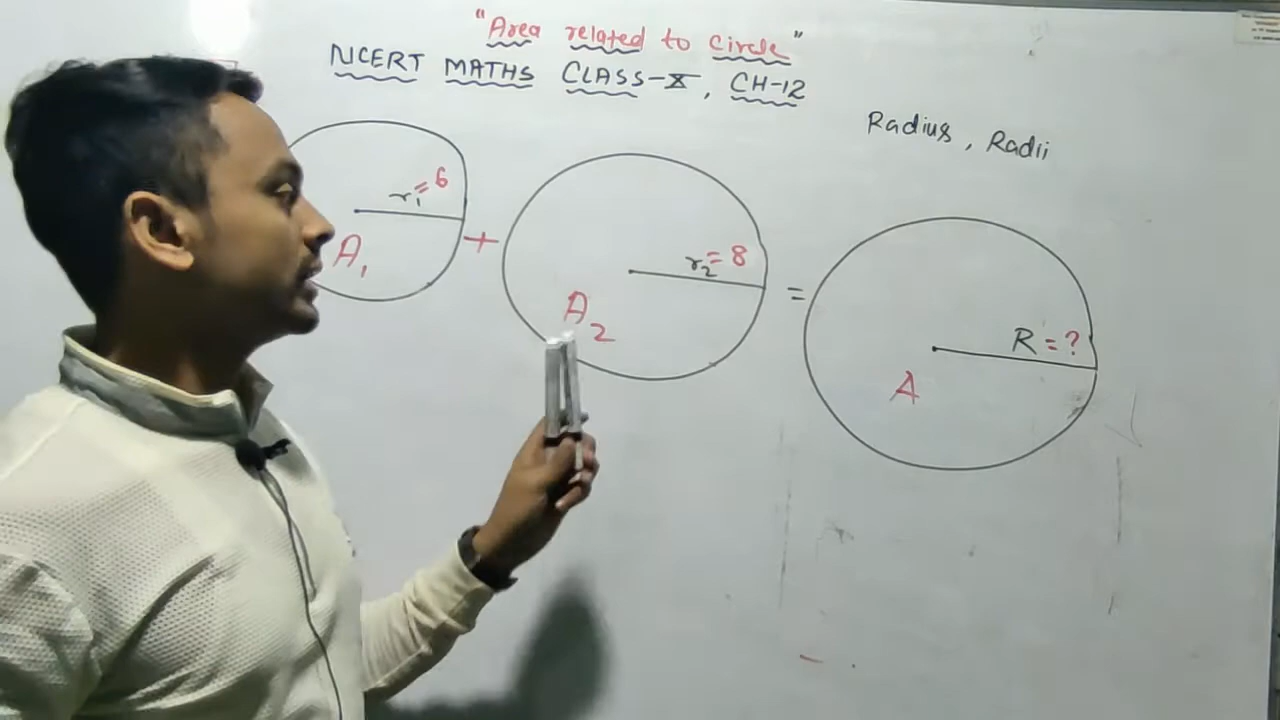 "Area related to Circle"
NCERT MATHS CLASS-X, CH-12
Radius, Radii
r₁ = 6
A₁
+
r₂ = 8
A₂
=
R = ?
A